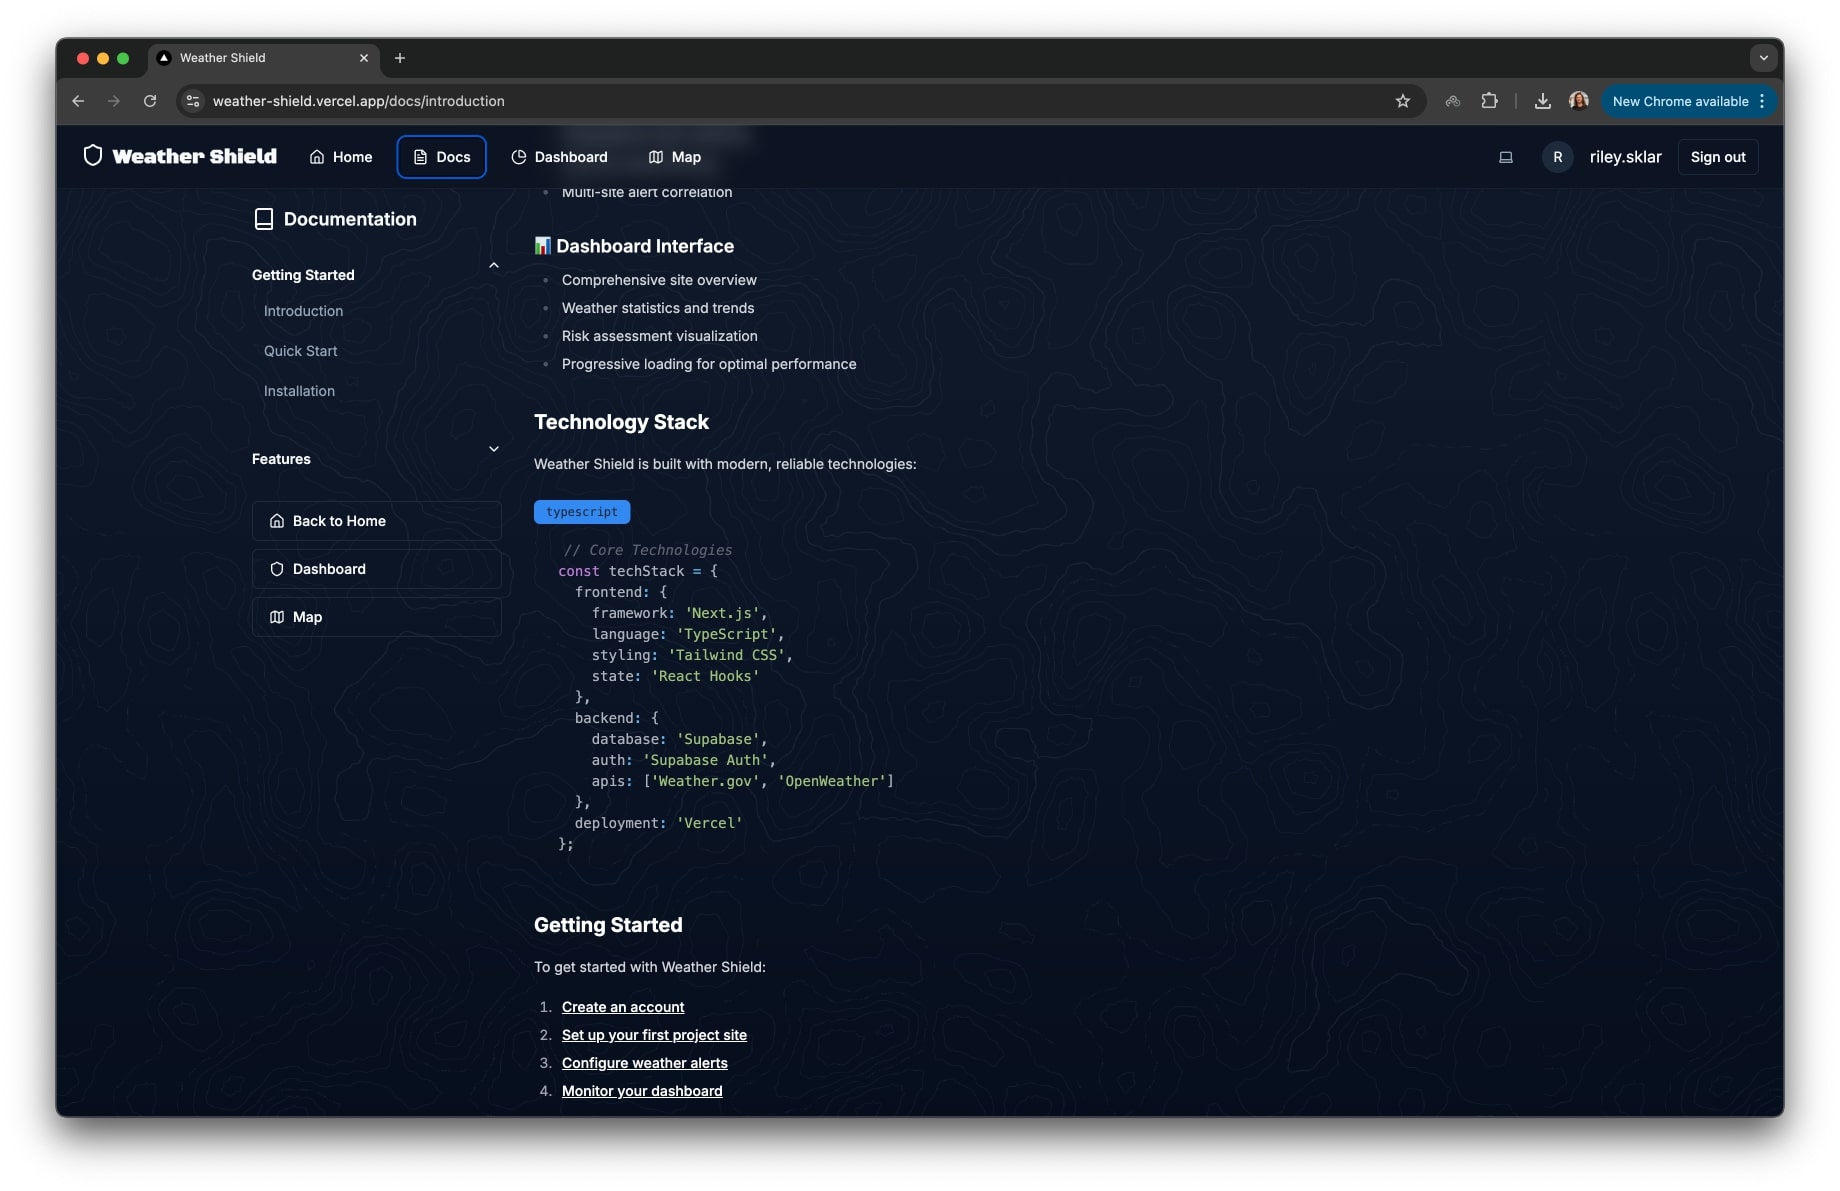 Weather Shield
weather-shield.vercel.app/docs/introduction
New Chrome available
Weather Shield
Home
Docs
Dashboard
Map
R
riley.sklar
Sign out
Documentation
Getting Started
Introduction
Quick Start
Installation
Features
Back to Home
Dashboard
Map
Multi-site alert correlation
Dashboard Interface
Comprehensive site overview
Weather statistics and trends
Risk assessment visualization
Progressive loading for optimal performance
Technology Stack
Weather Shield is built with modern, reliable technologies:
typescript
// Core Technologies
const techStack = {
frontend: {
framework: 'Next.js',
language: 'TypeScript',
styling: 'Tailwind CSS',
state: 'React Hooks'
},
backend: {
database: 'Supabase',
auth: 'Supabase Auth',
apis: ['Weather.gov', 'OpenWeather']
},
deployment: 'Vercel'
};
Getting Started
To get started with Weather Shield:
1. Create an account
2. Set up your first project site
3. Configure weather alerts
4. Monitor your dashboard